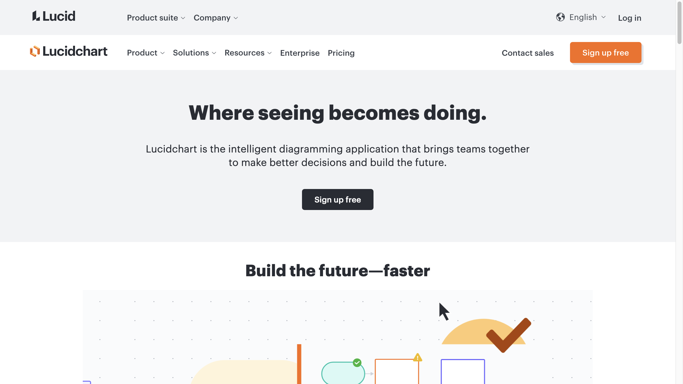 Lucid
Product suite
Company
English
Log in
Lucidchart
Product
Solutions
Resources
Enterprise
Pricing
Contact sales
Sign up free
Where seeing becomes doing.
Lucidchart is the intelligent diagramming application that brings teams together
to make better decisions and build the future.
Sign up free
Build the future—faster